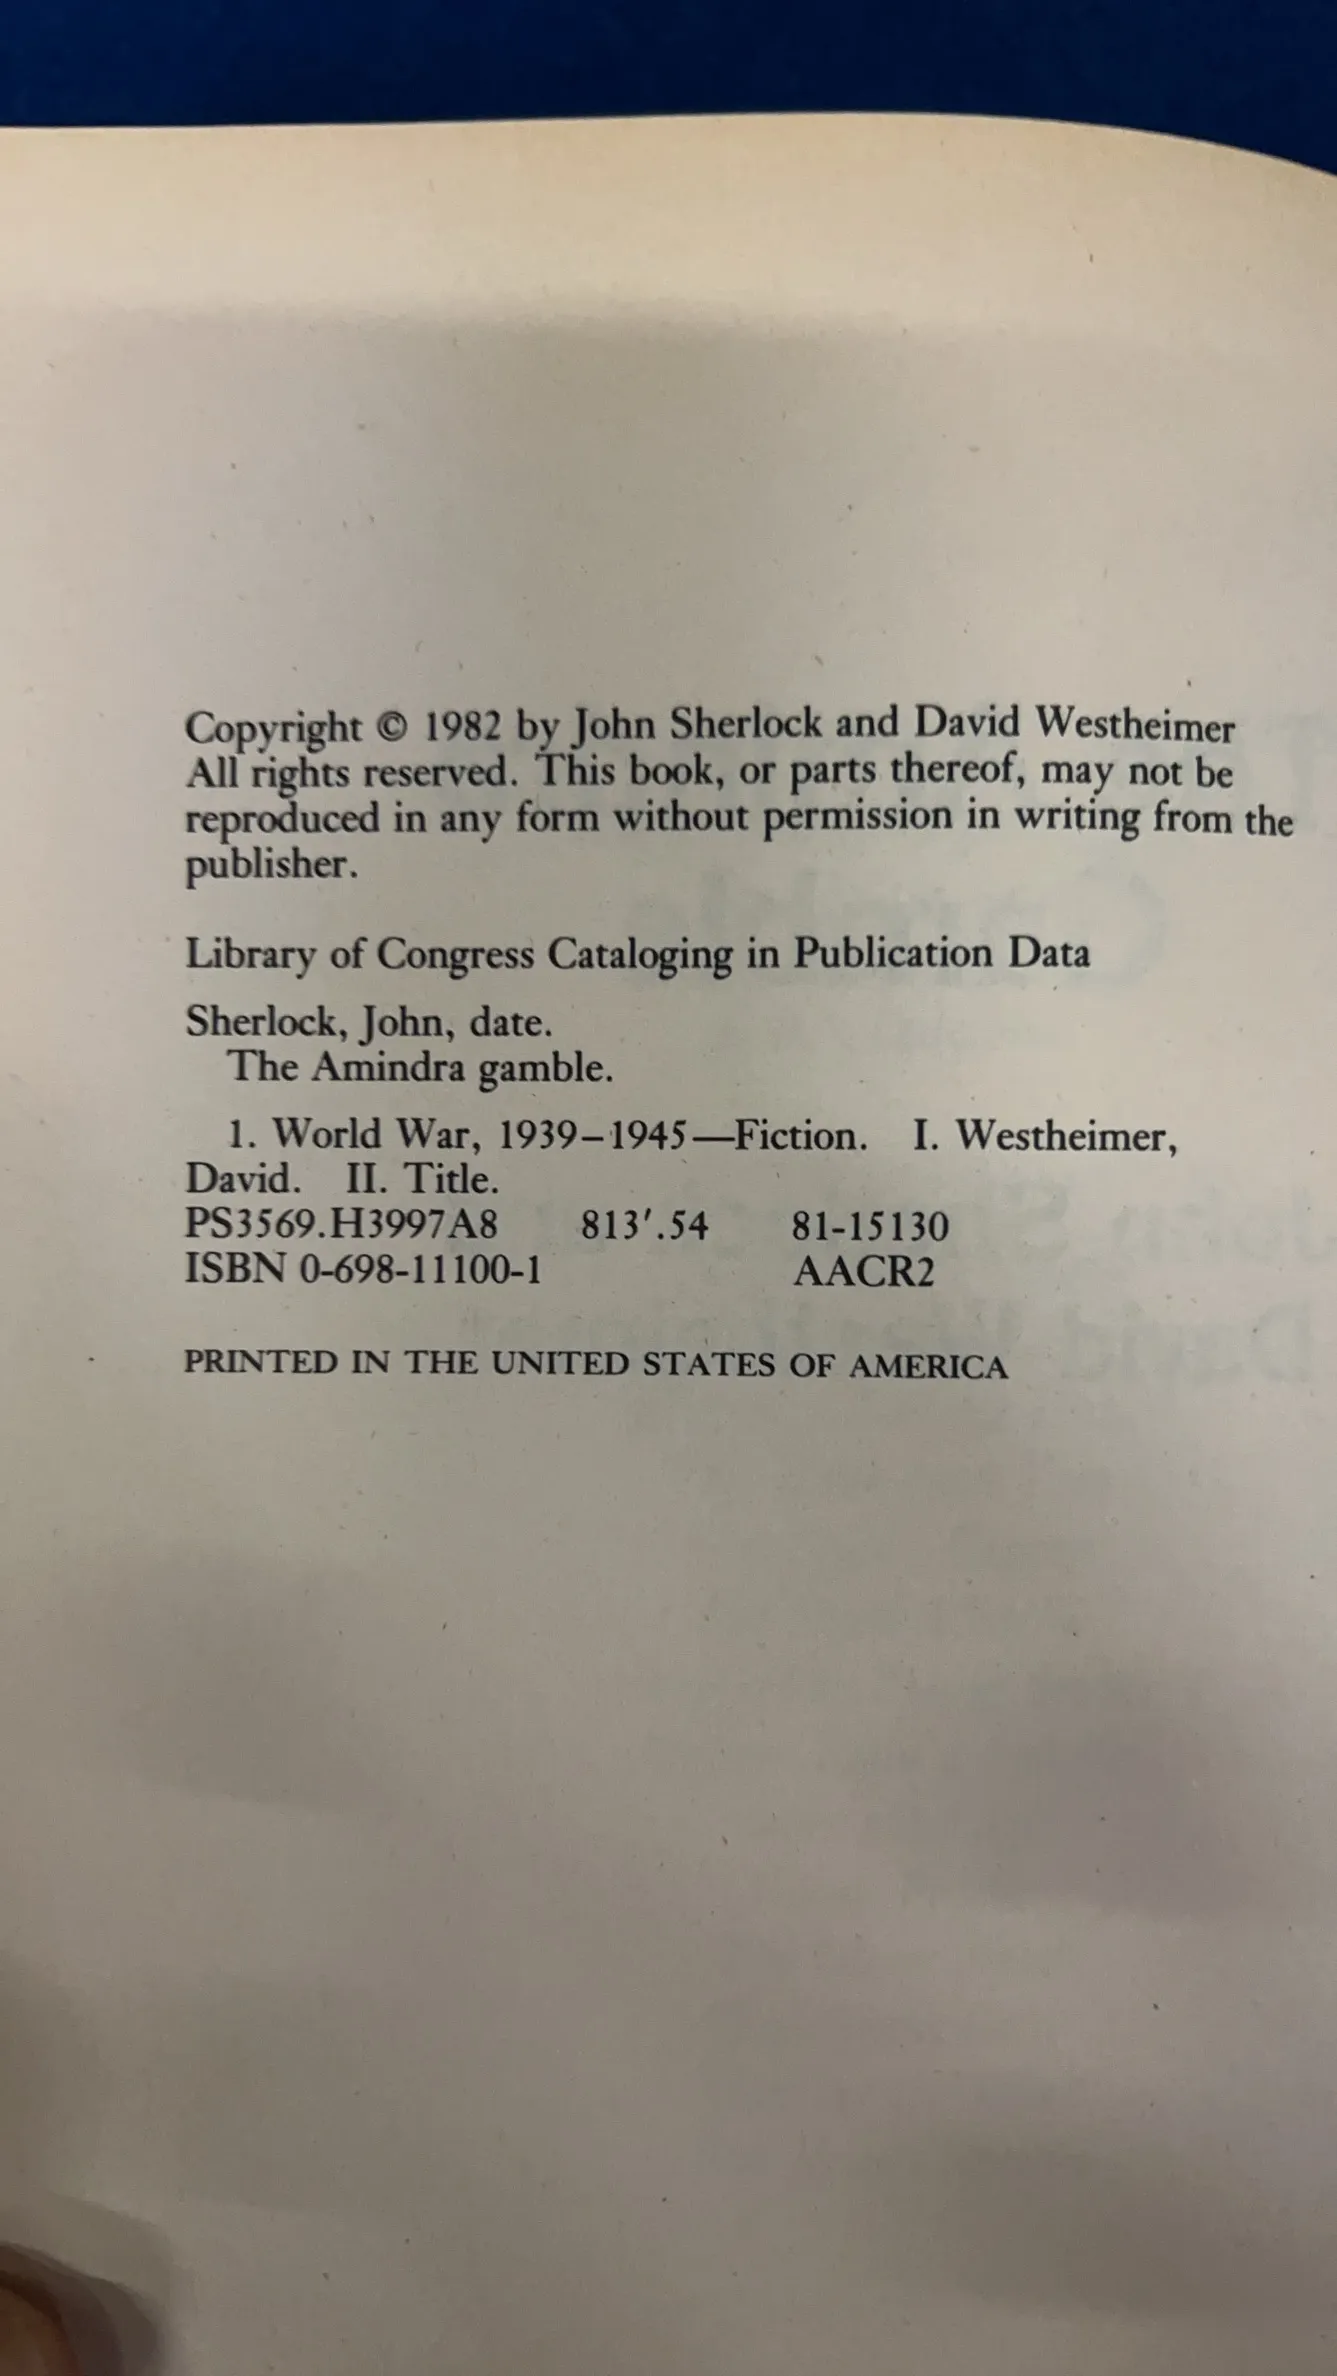 Copyright © 1982 by John Sherlock and David Westheimer
All rights reserved. This book, or parts thereof, may not be
reproduced in any form without permission in writing from the
publisher.
Library of Congress Cataloging in Publication Data
Sherlock, John, date.
The Amindra gamble.
1. World War, 1939–1945—Fiction. I. Westheimer,
David. II. Title.
PS3569.H3997A8 813′.54 81-15130
ISBN 0-698-11100-1 AACR2
PRINTED IN THE UNITED STATES OF AMERICA